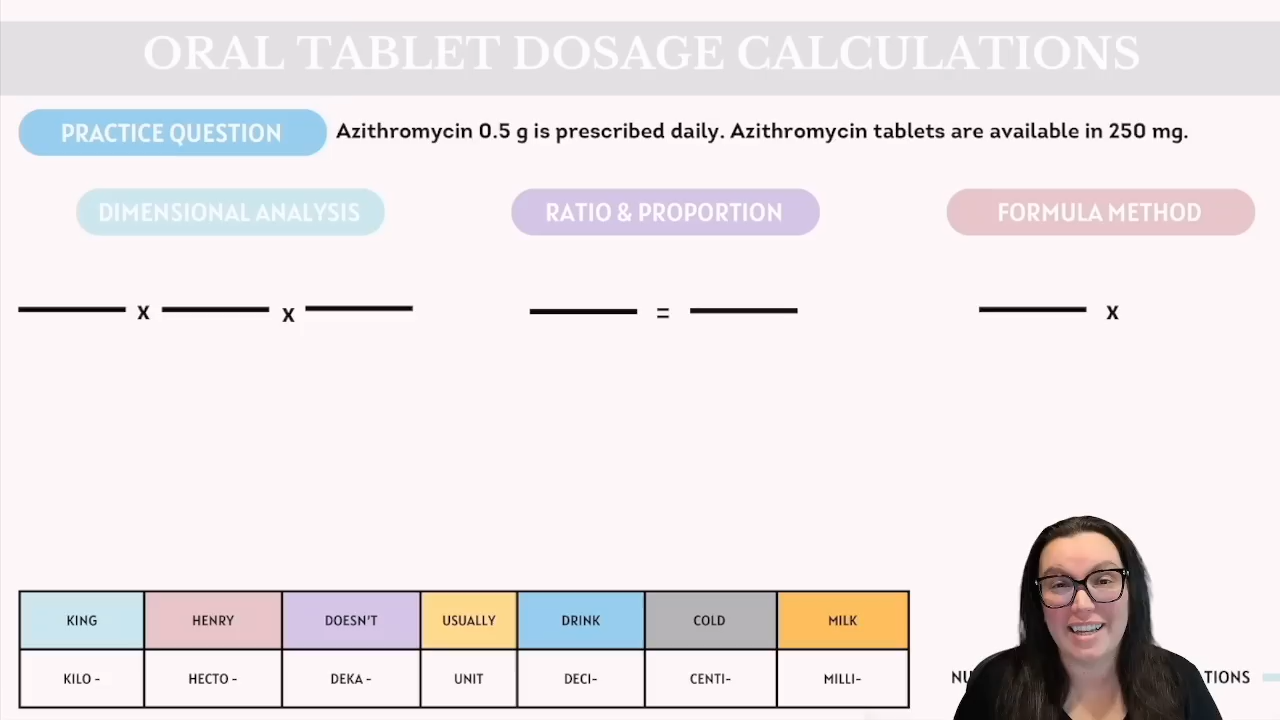 ORAL TABLET DOSAGE CALCULATIONS
PRACTICE QUESTION Azithromycin 0.5 g is prescribed daily. Azithromycin tablets are available in 250 mg.
DIMENSIONAL ANALYSIS RATIO & PROPORTION FORMULA METHOD
x x = x
KING HENRY DOESN'T USUALLY DRINK COLD MILK
KILO - HECTO - DEKA - UNIT DECI- CENTI- MILLI-